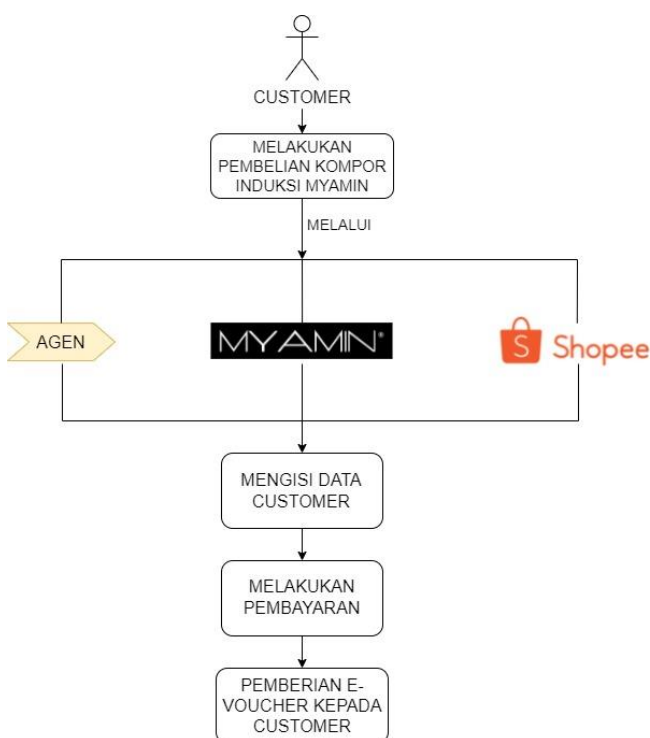 CUSTOMER
MELAKUKAN
PEMBELIAN KOMPOR
INDUKSI MYAMIN
MELALUI
AGEN
MYAMIN®
S Shopee
MENGISI DATA
CUSTOMER
MELAKUKAN
PEMBAYARAN
PEMBERIAN E-
VOUCHER KEPADA
CUSTOMER